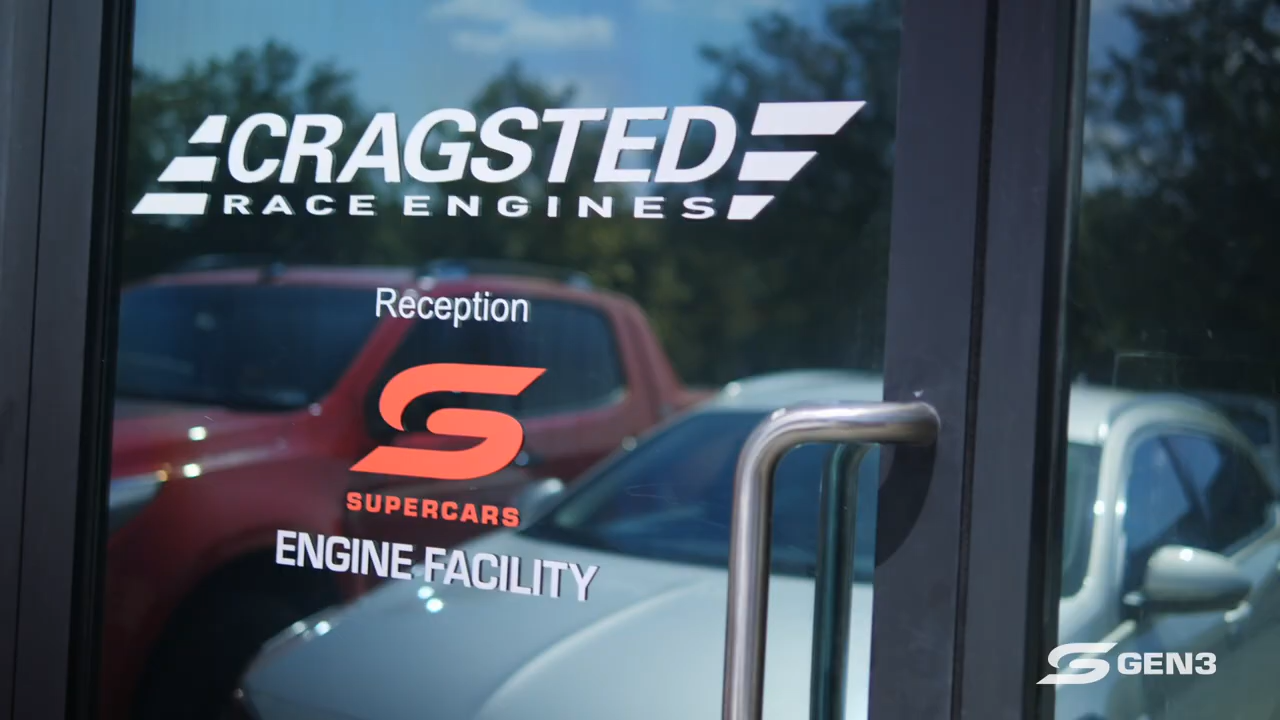 CRAGSTED
RACE ENGINES
Reception
SUPERCARS
ENGINE FACILITY
GEN3